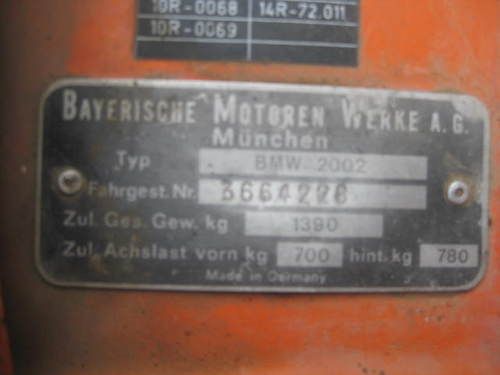 10R-0068 14R-72.011
10R-0069
BAYERISCHE MOTOREN WERKE A.G.
München
Typ BMW-2002
Fahrgest. Nr. 3664226
Zul. Ges. Gew. kg 1390
Zul. Achslast vorn kg 700 hint. kg 780
Made in Germany